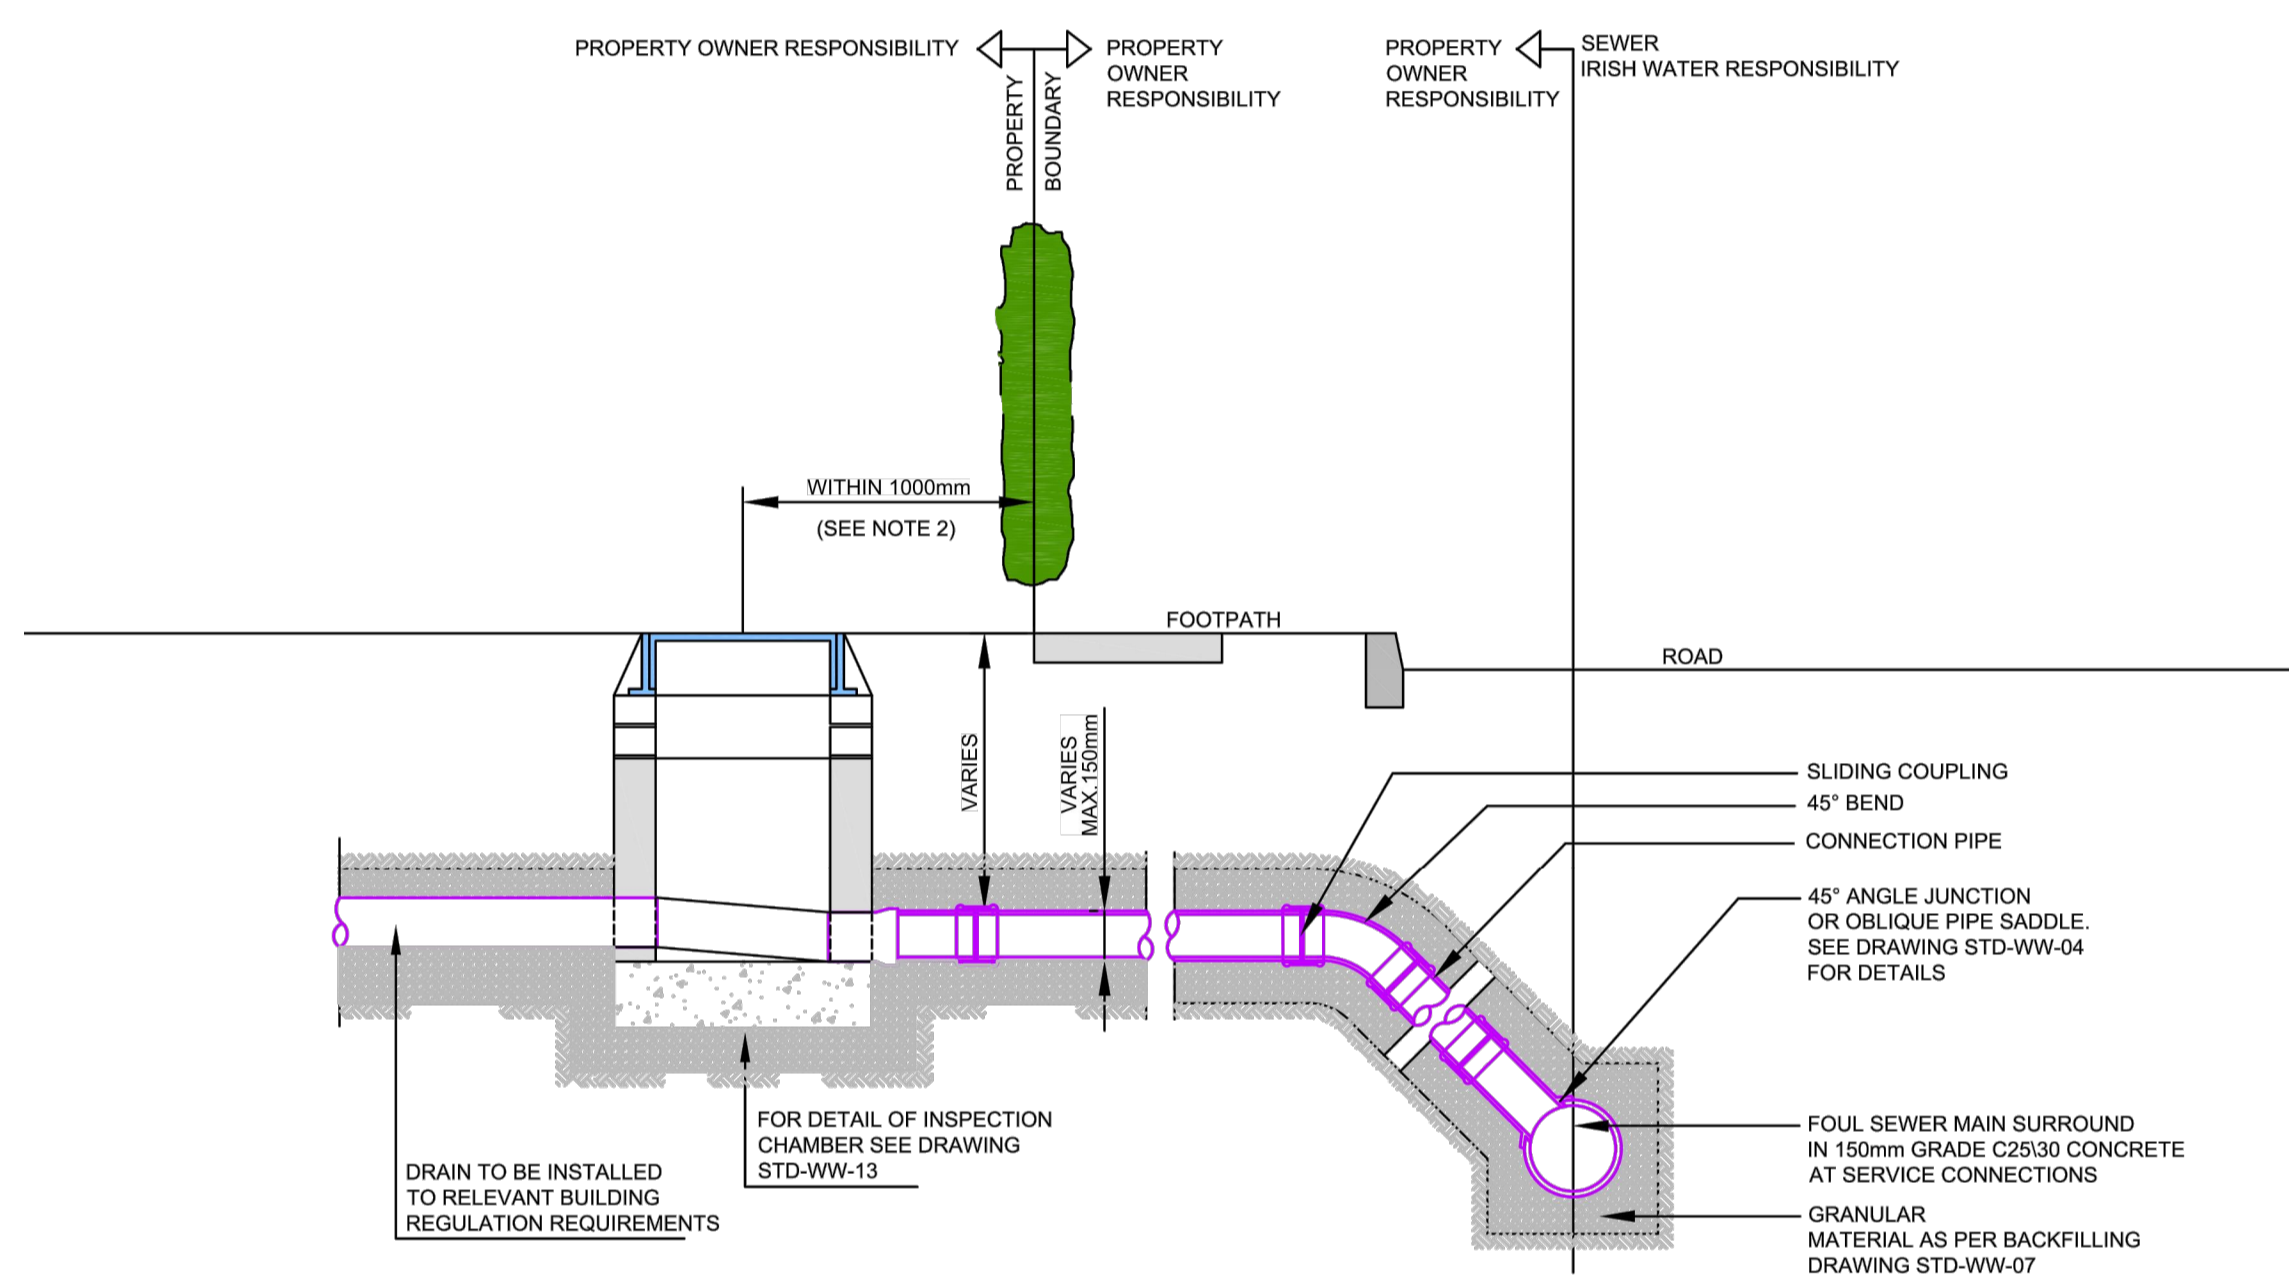 PROPERTY OWNER RESPONSIBILITY
PROPERTY
OWNER
RESPONSIBILITY
PROPERTY
OWNER
RESPONSIBILITY
SEWER
IRISH WATER RESPONSIBILITY
PROPERTY
BOUNDARY
WITHIN 1000mm
(SEE NOTE 2)
FOOTPATH
ROAD
VARIES
VARIES
MAX.150mm
SLIDING COUPLING
45° BEND
CONNECTION PIPE
45° ANGLE JUNCTION
OR OBLIQUE PIPE SADDLE.
SEE DRAWING STD-WW-04
FOR DETAILS
FOUL SEWER MAIN SURROUND
IN 150mm GRADE C25\30 CONCRETE
AT SERVICE CONNECTIONS
GRANULAR
MATERIAL AS PER BACKFILLING
DRAWING STD-WW-07
FOR DETAIL OF INSPECTION
CHAMBER SEE DRAWING
STD-WW-13
DRAIN TO BE INSTALLED
TO RELEVANT BUILDING
REGULATION REQUIREMENTS